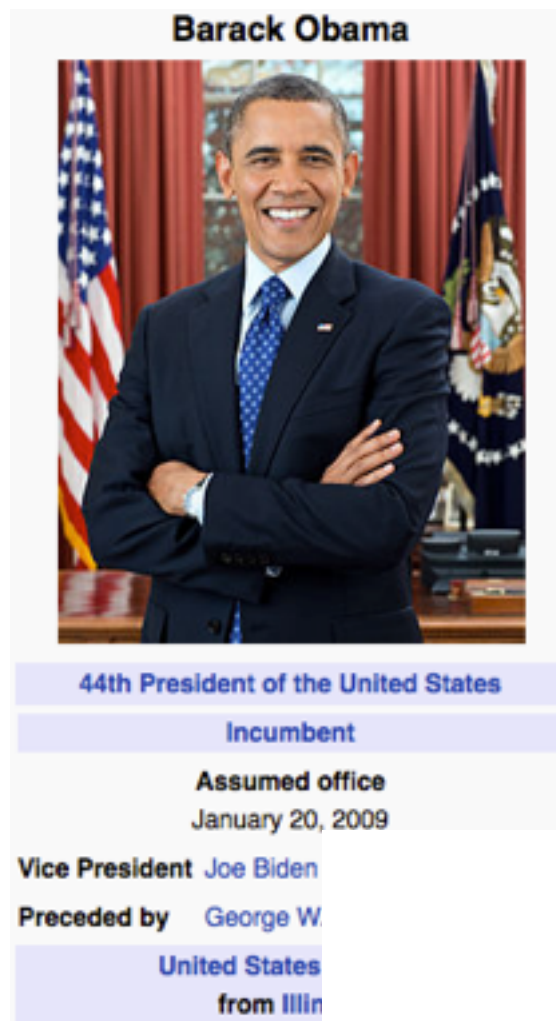 Barack Obama
44th President of the United States
Incumbent
Assumed office
January 20, 2009
Vice President Joe Biden
Preceded by George W.
United States
from